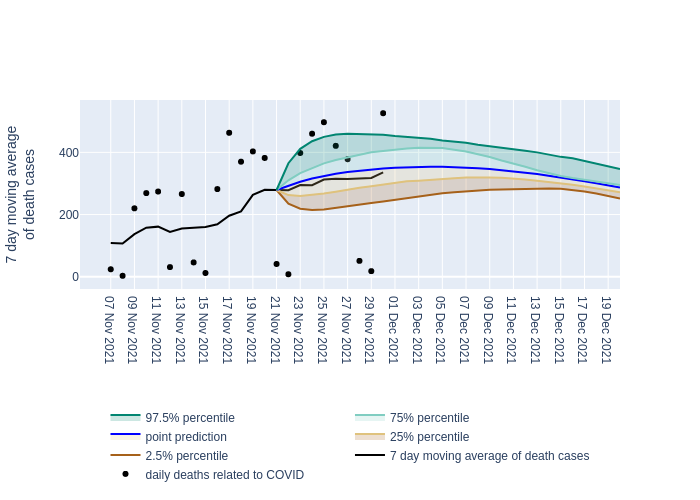 7 day moving average
of death cases
400
200
0
07 Nov 2021
09 Nov 2021
11 Nov 2021
13 Nov 2021
15 Nov 2021
17 Nov 2021
19 Nov 2021
21 Nov 2021
23 Nov 2021
25 Nov 2021
27 Nov 2021
29 Nov 2021
01 Dec 2021
03 Dec 2021
05 Dec 2021
07 Dec 2021
09 Dec 2021
11 Dec 2021
13 Dec 2021
15 Dec 2021
17 Dec 2021
19 Dec 2021
97.5% percentile
75% percentile
point prediction
25% percentile
2.5% percentile
7 day moving average of death cases
daily deaths related to COVID